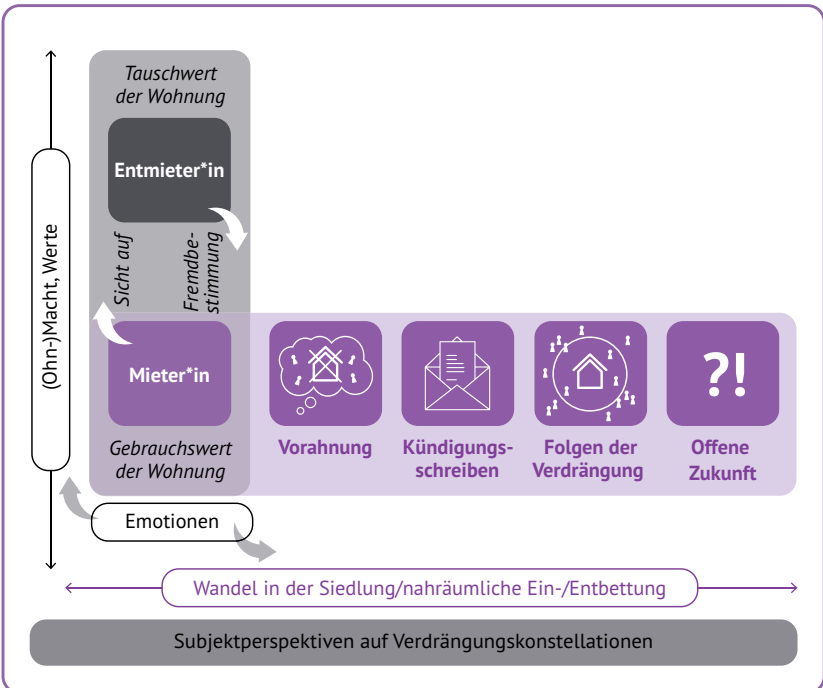 Tauschwert
der Wohnung
Entmieter*in
(Ohn-)Macht, Werte
Sicht auf
Fremdbe-
stimmung
Mieter*in
Gebrauchswert
der Wohnung
Vorahnung
Kündigungs-
schreiben
Folgen der
Verdrängung
?!
Offene
Zukunft
Emotionen
Wandel in der Siedlung/nahräumliche Ein-/Entbettung
Subjektperspektiven auf Verdrängungskonstellationen